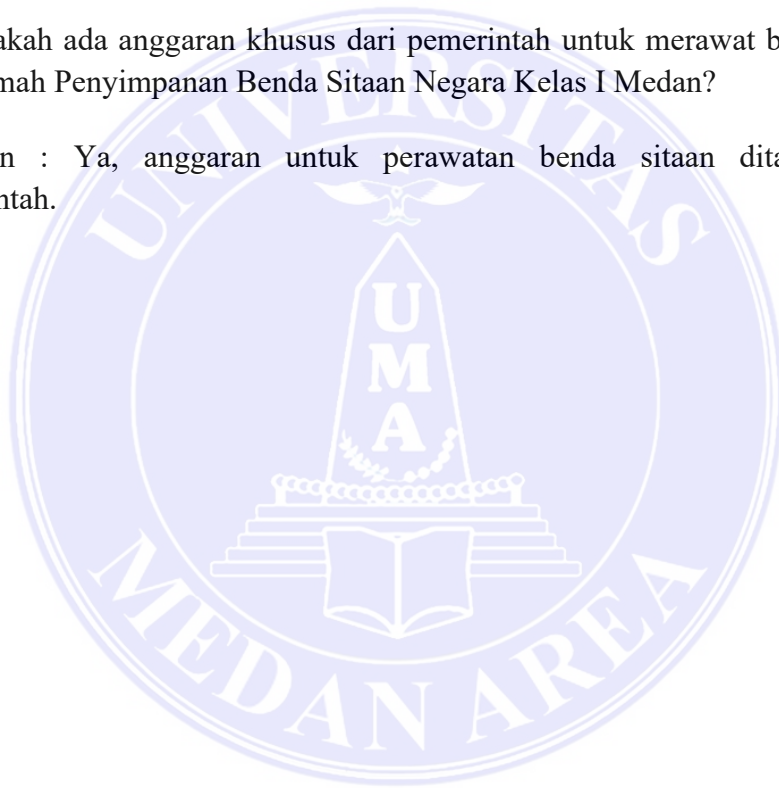 akah ada anggaran khusus dari pemerintah untuk merawat b
mah Penyimpanan Benda Sitaan Negara Kelas I Medan?
n : Ya, anggaran untuk perawatan benda sitaan dita
ntah.
UNIVERSITAS
U
M
A
MEDAN AREA